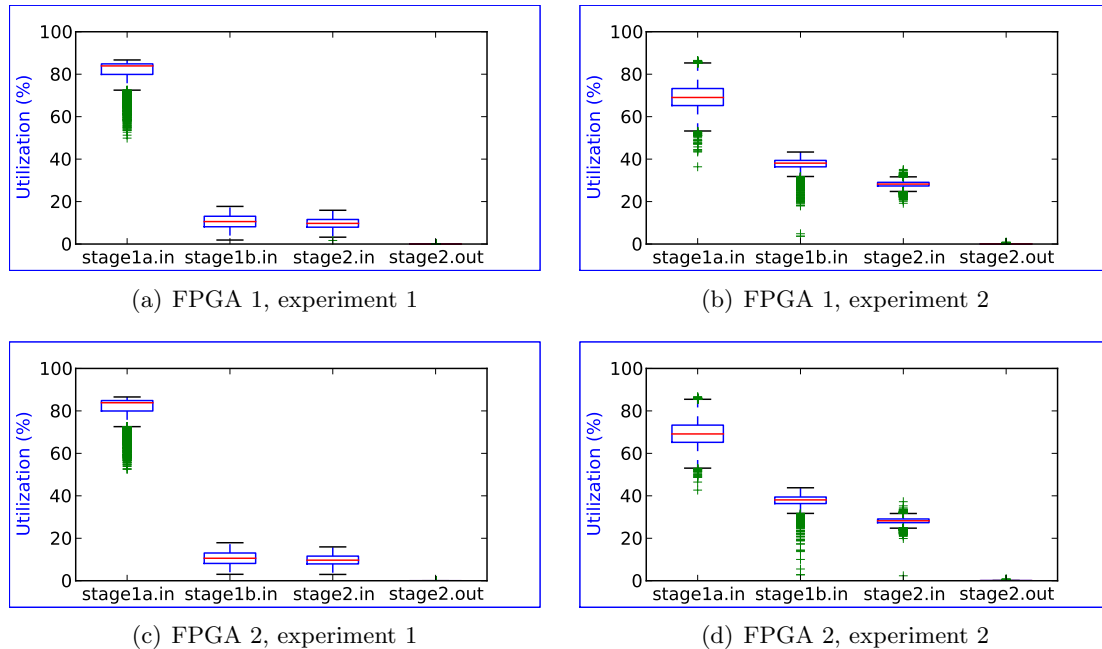 100
80
60
40
20
0
Utilization (%)
stage1a.in stage1b.in stage2.in stage2.out
(a) FPGA 1, experiment 1
100
80
60
40
20
0
Utilization (%)
stage1a.in stage1b.in stage2.in stage2.out
(b) FPGA 1, experiment 2
100
80
60
40
20
0
Utilization (%)
stage1a.in stage1b.in stage2.in stage2.out
(c) FPGA 2, experiment 1
100
80
60
40
20
0
Utilization (%)
stage1a.in stage1b.in stage2.in stage2.out
(d) FPGA 2, experiment 2